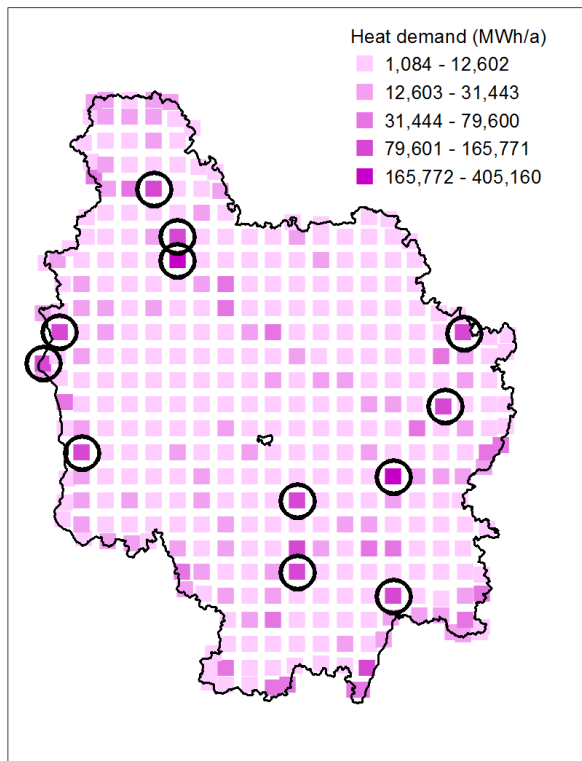 Heat demand (MWh/a)
1,084 - 12,602
12,603 - 31,443
31,444 - 79,600
79,601 - 165,771
165,772 - 405,160